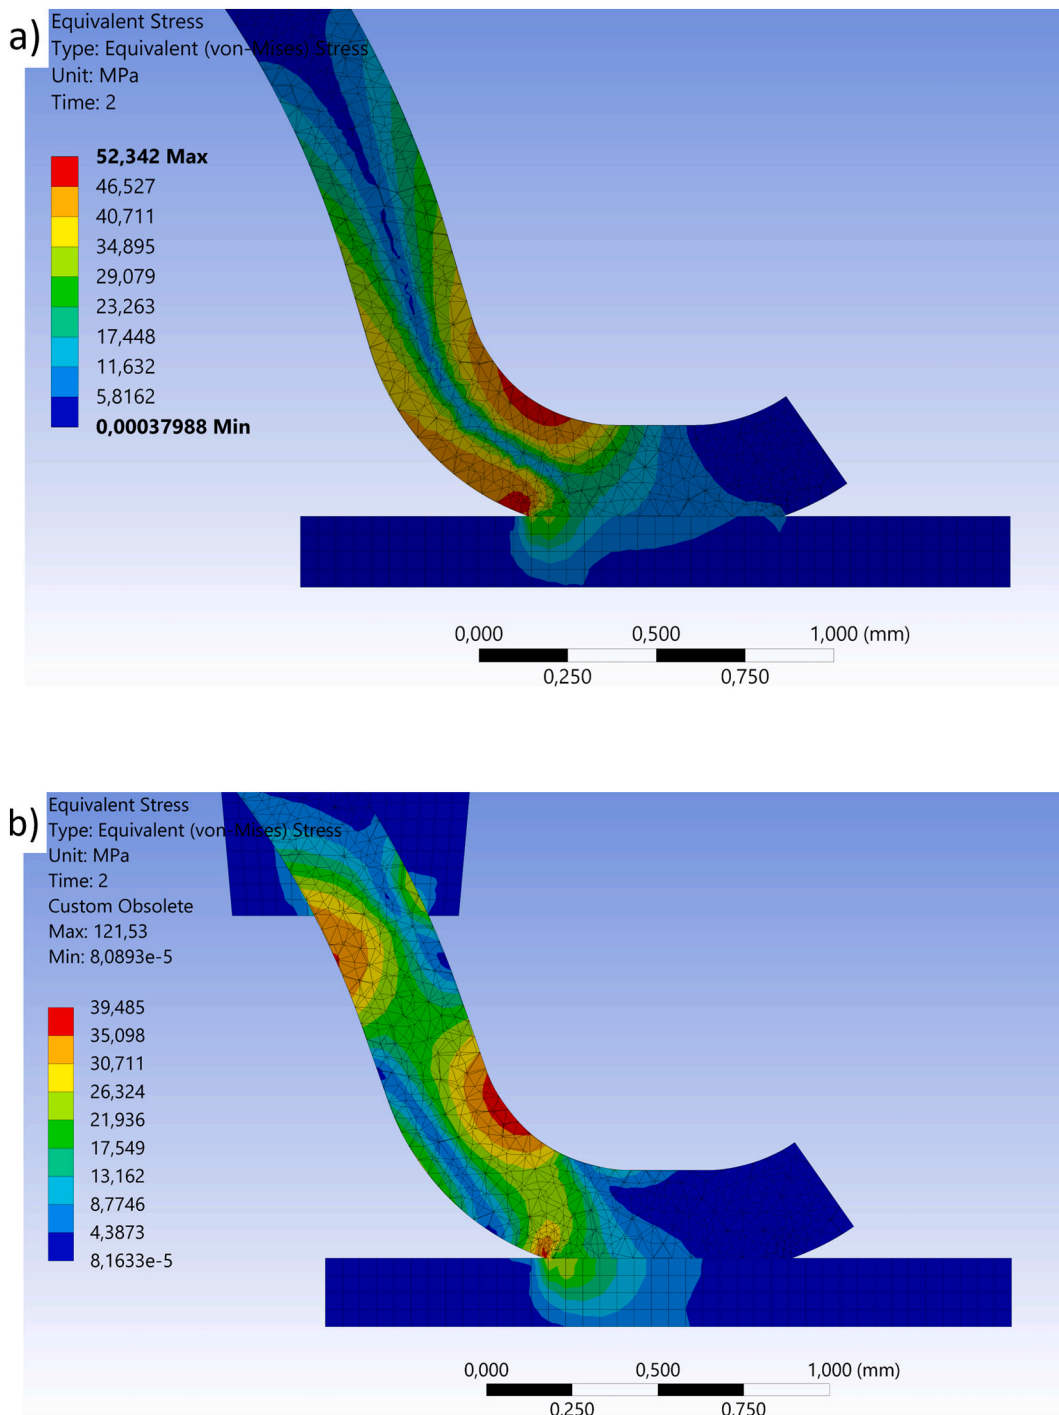 a)
Equivalent Stress
Type: Equivalent (von-Mises) Stress
Unit: MPa
Time: 2
52,342 Max
46,527
40,711
34,895
29,079
23,263
17,448
11,632
5,8162
0,00037988 Min
0,000 0,500 1,000 (mm)
0,250 0,750
b)
Equivalent Stress
Type: Equivalent (von-Mises) Stress
Unit: MPa
Time: 2
Custom Obsolete
Max: 121,53
Min: 8,0893e-5
39,485
35,098
30,711
26,324
21,936
17,549
13,162
8,7746
4,3873
8,1633e-5
0,000 0,500 1,000 (mm)
0,250 0,750